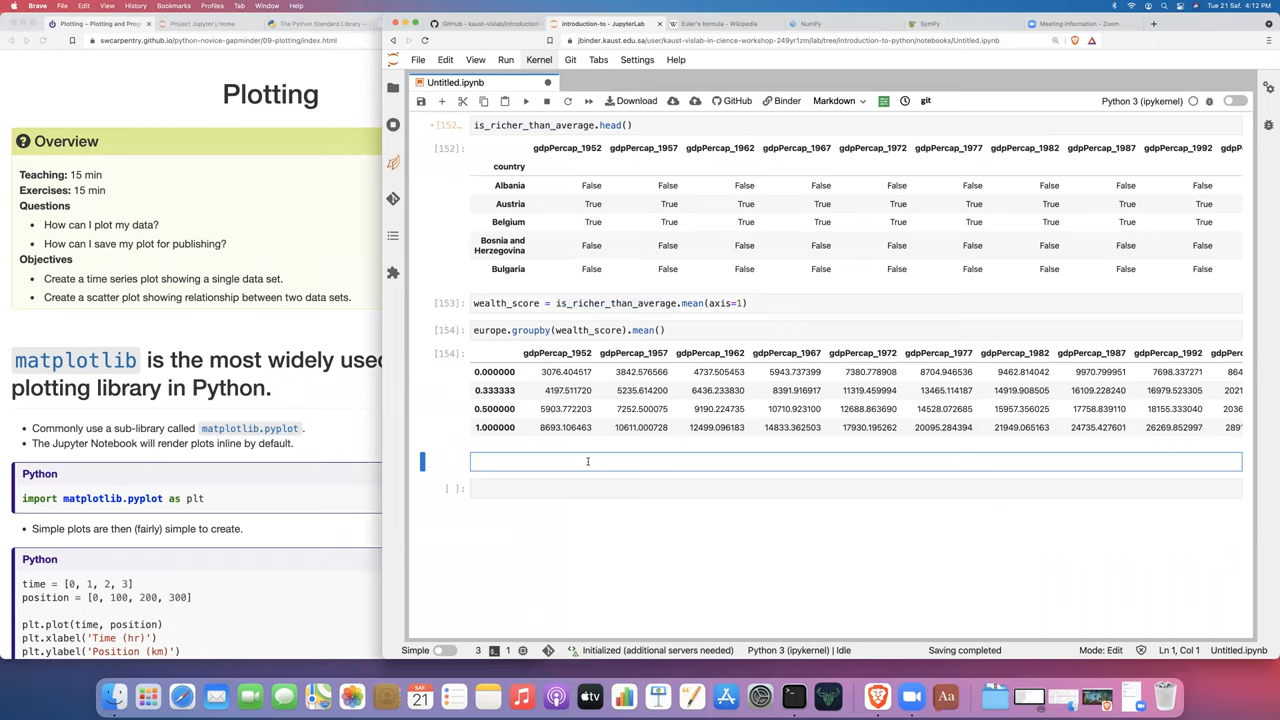 Brave File Edit View History Bookmarks Profiles Tab Window Help Tue 21 Saf. 4:12 PM
Plotting – Plotting and Progr Project Jupyter | Home The Python Standard Library —
swcarpentry.github.io/python-novice-gapminder/09-plotting/index.html
Plotting
Overview
Teaching: 15 min
Exercises: 15 min
Questions
• How can I plot my data?
• How can I save my plot for publishing?
Objectives
• Create a time series plot showing a single data set.
• Create a scatter plot showing relationship between two data sets.
matplotlib is the most widely used
plotting library in Python.
• Commonly use a sub-library called matplotlib.pyplot.
• The Jupyter Notebook will render plots inline by default.
Python
import matplotlib.pyplot as plt
• Simple plots are then (fairly) simple to create.
Python
time = [0, 1, 2, 3]
position = [0, 100, 200, 300]
plt.plot(time, position)
plt.xlabel('Time (hr)')
plt.ylabel('Position (km)')
GitHub - kaust-vislab/introduction introduction-to - JupyterLab Euler's formula - Wikipedia NumPy SymPy Meeting Information - Zoom
jbinder.kaust.edu.sa/user/kaust-vislab-in-cience-workshop-249yr1zm/lab/tree/introduction-to-python/notebooks/Untitled.ipynb
File Edit View Run Kernel Git Tabs Settings Help
Untitled.ipynb
Download GitHub Binder Markdown git Python 3 (ipykernel)
[152… is_richer_than_average.head()
[152]: gdpPercap_1952 gdpPercap_1957 gdpPercap_1962 gdpPercap_1967 gdpPercap_1972 gdpPercap_1977 gdpPercap_1982 gdpPercap_1987 gdpPercap_1992 gdpP
country
Albania False False False False False False False False False
Austria True True True True True True True True True
Belgium True True True True True True True True True
Bosnia and
Herzegovina False False False False False False False False False
Bulgaria False False False False False False False False False
[153]: wealth_score = is_richer_than_average.mean(axis=1)
[154]: europe.groupby(wealth_score).mean()
[154]: gdpPercap_1952 gdpPercap_1957 gdpPercap_1962 gdpPercap_1967 gdpPercap_1972 gdpPercap_1977 gdpPercap_1982 gdpPercap_1987 gdpPercap_1992 gdpPerc
0.000000 3076.404517 3842.576566 4737.505453 5943.737399 7380.778908 8704.946536 9462.814042 9970.799951 7698.337271 864
0.333333 4197.511720 5235.614200 6436.233830 8391.916917 11319.459994 13465.114187 14919.908505 16109.228240 16979.523305 2021
0.500000 5903.772203 7252.500075 9190.224735 10710.923100 12688.863690 14528.072685 15957.356025 17758.839110 18155.333040 2036
1.000000 8693.106463 10611.000728 12499.096183 14833.362503 17930.195262 20095.284394 21949.065163 24735.427601 26269.852997 289
[ ]:
Simple 3 1 Initialized (additional servers needed) Python 3 (ipykernel) | Idle Saving completed Mode: Edit Ln 1, Col 1 Untitled.ipynb
SAF
21
tv
Aa